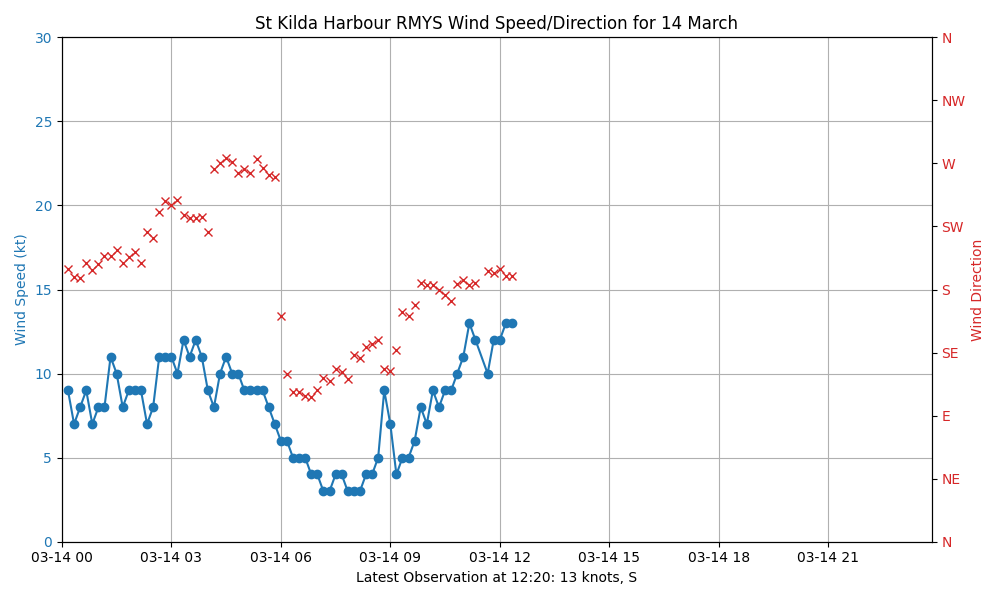 St Kilda Harbour RMYS Wind Speed/Direction for 14 March
30
25
20
15
10
5
0
Wind Speed (kt)
N
NW
W
SW
S
SE
E
NE
N
Wind Direction
03-14 00 03-14 03 03-14 06 03-14 09 03-14 12 03-14 15 03-14 18 03-14 21
Latest Observation at 12:20: 13 knots, S